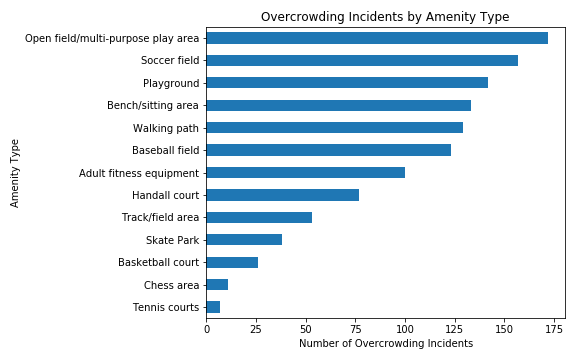 Overcrowding Incidents by Amenity Type
Open field/multi-purpose play area
Soccer field
Playground
Bench/sitting area
Walking path
Baseball field
Adult fitness equipment
Handall court
Track/field area
Skate Park
Basketball court
Chess area
Tennis courts
Amenity Type
0 25 50 75 100 125 150 175
Number of Overcrowding Incidents